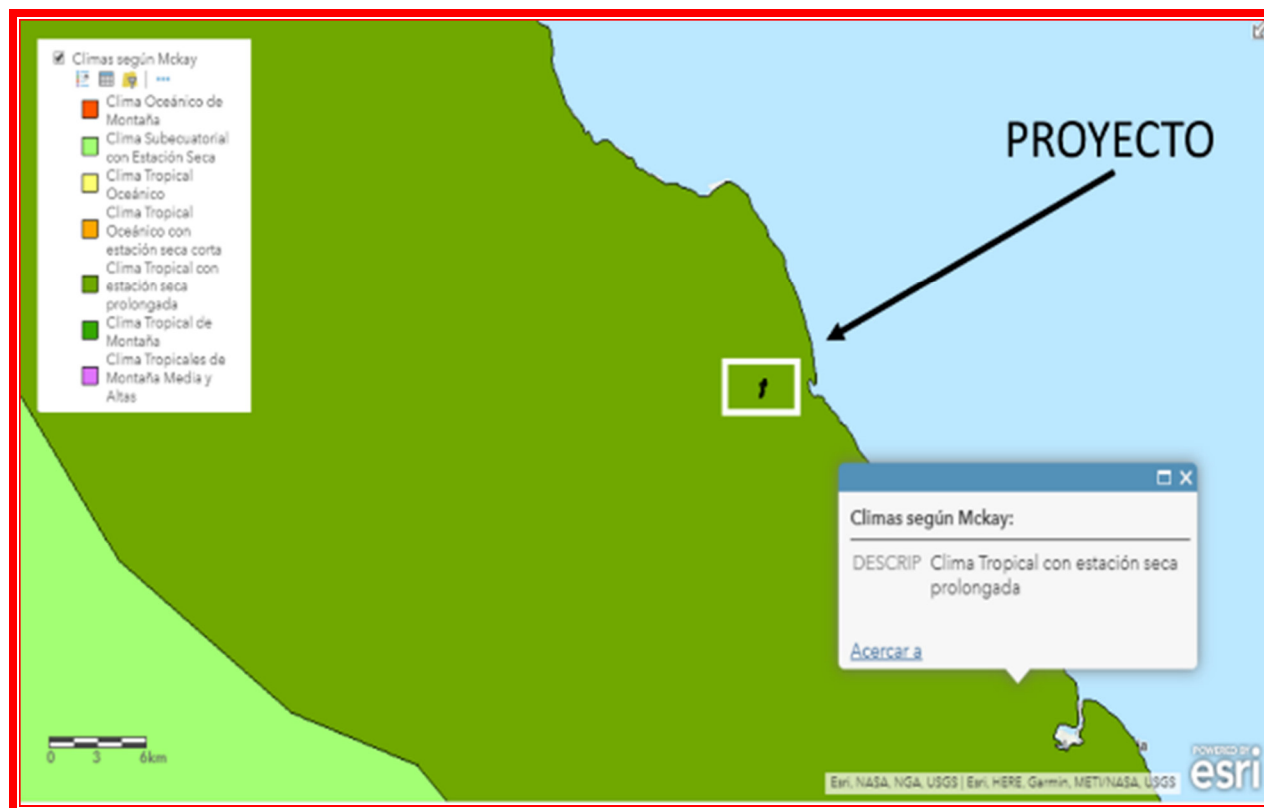 Climas según Mckay
Clima Oceánico de
Montaña
Clima Subecuatorial
con Estación Seca
Clima Tropical
Oceánico
Clima Tropical
Oceánico con
estación seca corta
Clima Tropical con
estación seca
prolongada
Clima Tropical de
Montaña
Clima Tropicales de
Montaña Media y
Altas
PROYECTO
Climas según Mckay:
DESCRIP Clima Tropical con estación seca
prolongada
Acercar a
0 3 6km
Esri, NASA, NGA, USGS | Esri, HERE, Garmin, METI/NASA, USGS
POWERED BY
esri